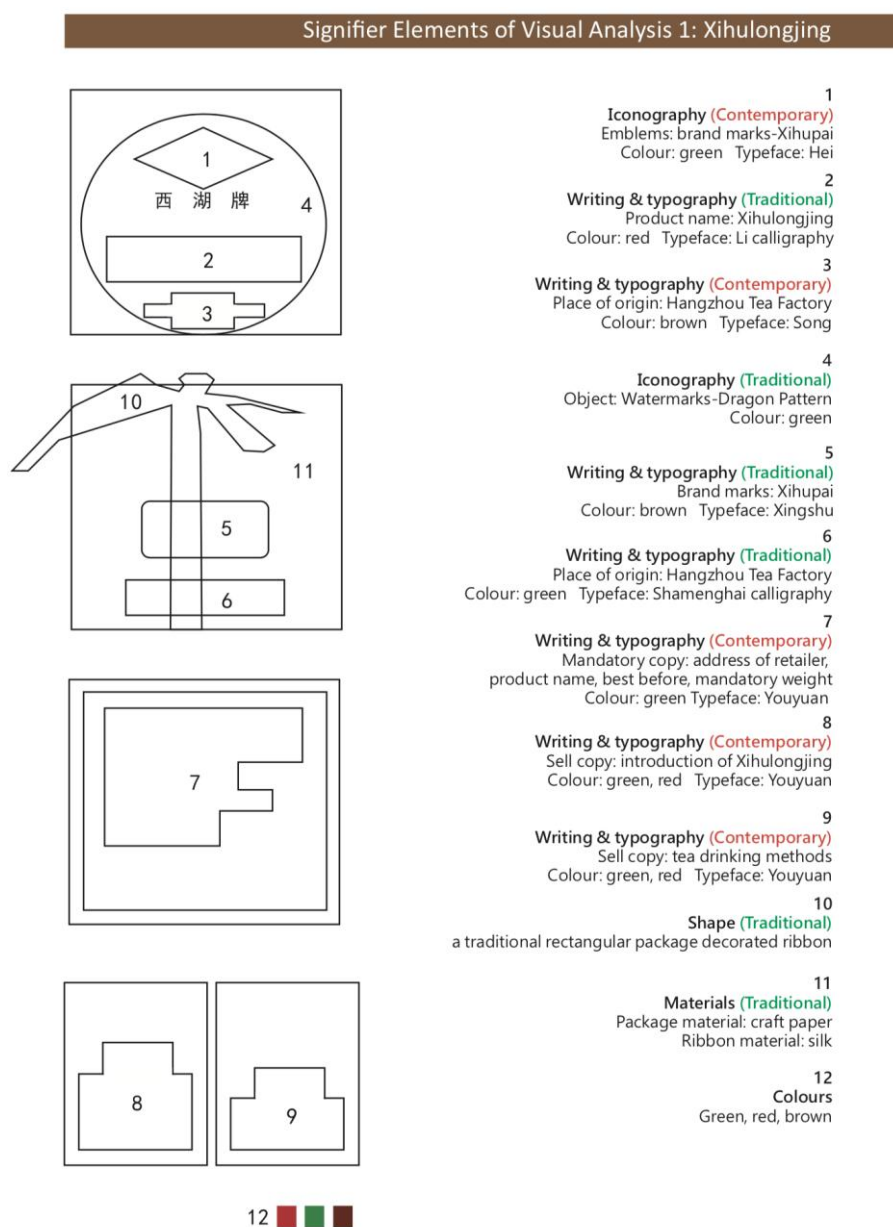 Signifier Elements of Visual Analysis 1: Xihulongjing
1
西 湖 牌
4
2
3
10
11
5
6
7
8
9
12
1
Iconography (Contemporary)
Emblems: brand marks-Xihupai
Colour: green Typeface: Hei
2
Writing & typography (Traditional)
Product name: Xihulongjing
Colour: red Typeface: Li calligraphy
3
Writing & typography (Contemporary)
Place of origin: Hangzhou Tea Factory
Colour: brown Typeface: Song
4
Iconography (Traditional)
Object: Watermarks-Dragon Pattern
Colour: green
5
Writing & typography (Traditional)
Brand marks: Xihupai
Colour: brown Typeface: Xingshu
6
Writing & typography (Traditional)
Place of origin: Hangzhou Tea Factory
Colour: green Typeface: Shamenghai calligraphy
7
Writing & typography (Contemporary)
Mandatory copy: address of retailer,
product name, best before, mandatory weight
Colour: green Typeface: Youyuan
8
Writing & typography (Contemporary)
Sell copy: introduction of Xihulongjing
Colour: green, red Typeface: Youyuan
9
Writing & typography (Contemporary)
Sell copy: tea drinking methods
Colour: green, red Typeface: Youyuan
10
Shape (Traditional)
a traditional rectangular package decorated ribbon
11
Materials (Traditional)
Package material: craft paper
Ribbon material: silk
12
Colours
Green, red, brown